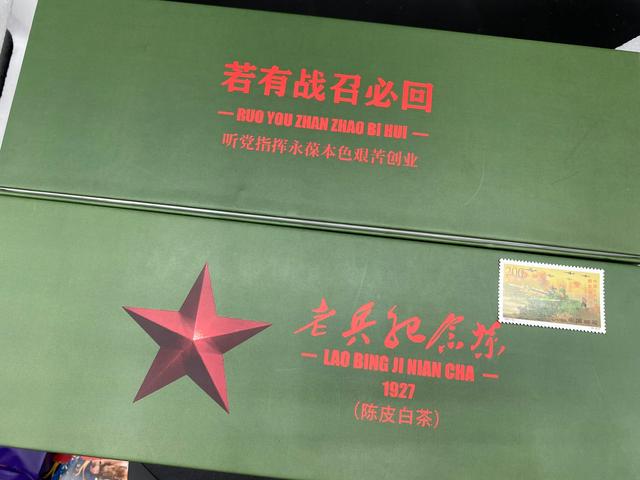 若有战召必回
RUO YOU ZHAN ZHAO BI HUI
听党指挥永葆本色艰苦创业
200
老兵纪念茶
LAO BING JI NIAN CHA
1927
(陈皮白茶)